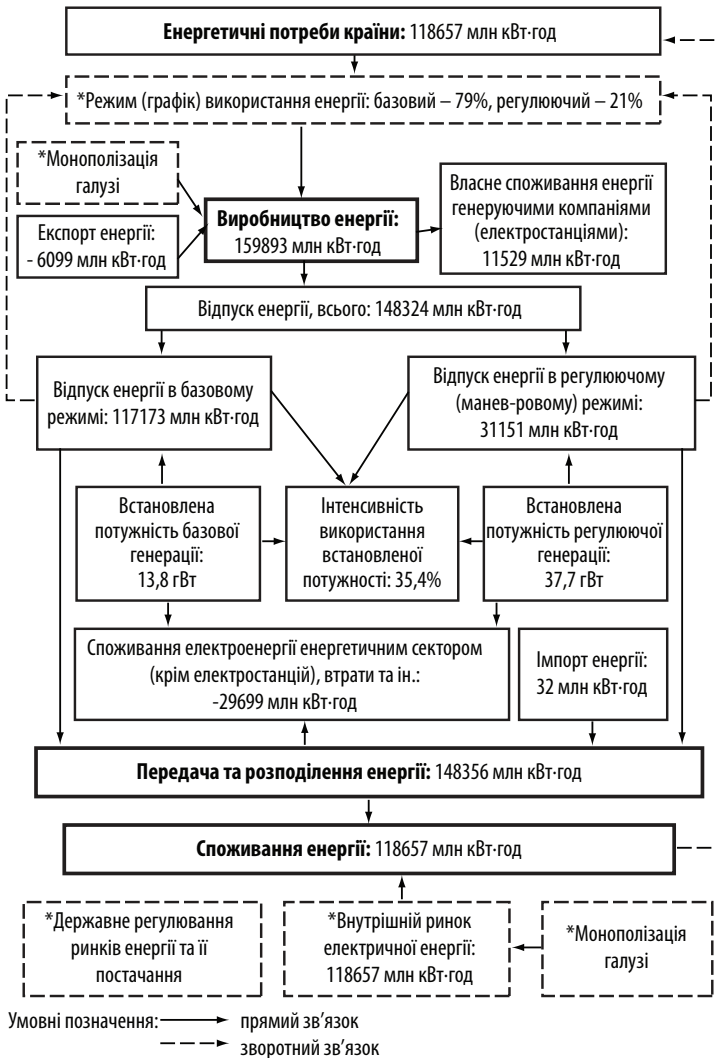 Енергетичні потреби країни: 118657 млн кВт·год
*Режим (графік) використання енергії: базовий – 79%, регулюючий – 21%
*Монополізація
галузі
Експорт енергії:
- 6099 млн кВт·год
Виробництво енергії:
159893 млн кВт·год
Власне споживання енергії
генеруючими компаніями
(електростанціями):
11529 млн кВт·год
Відпуск енергії, всього: 148324 млн кВт·год
Відпуск енергії в базовому
режимі: 117173 млн кВт·год
Відпуск енергії в регулюючому
(манев-ровому) режимі:
31151 млн кВт·год
Встановлена
потужність базової
генерації:
13,8 гВт
Інтенсивність
використання
встановленої
потужності: 35,4%
Встановлена
потужність регулюючої
генерації:
37,7 гВт
Споживання електроенергії енергетичним сектором
(крім електростанцій), втрати та ін.:
-29699 млн кВт·год
Імпорт енергії:
32 млн кВт·год
Передача та розподілення енергії: 148356 млн кВт·год
Споживання енергії: 118657 млн кВт·год
*Державне регулювання
ринків енергії та її
постачання
*Внутрішній ринок
електричної енергії:
118657 млн кВт·год
*Монополізація
галузі
Умовні позначення: прямий зв'язок
зворотний зв'язок